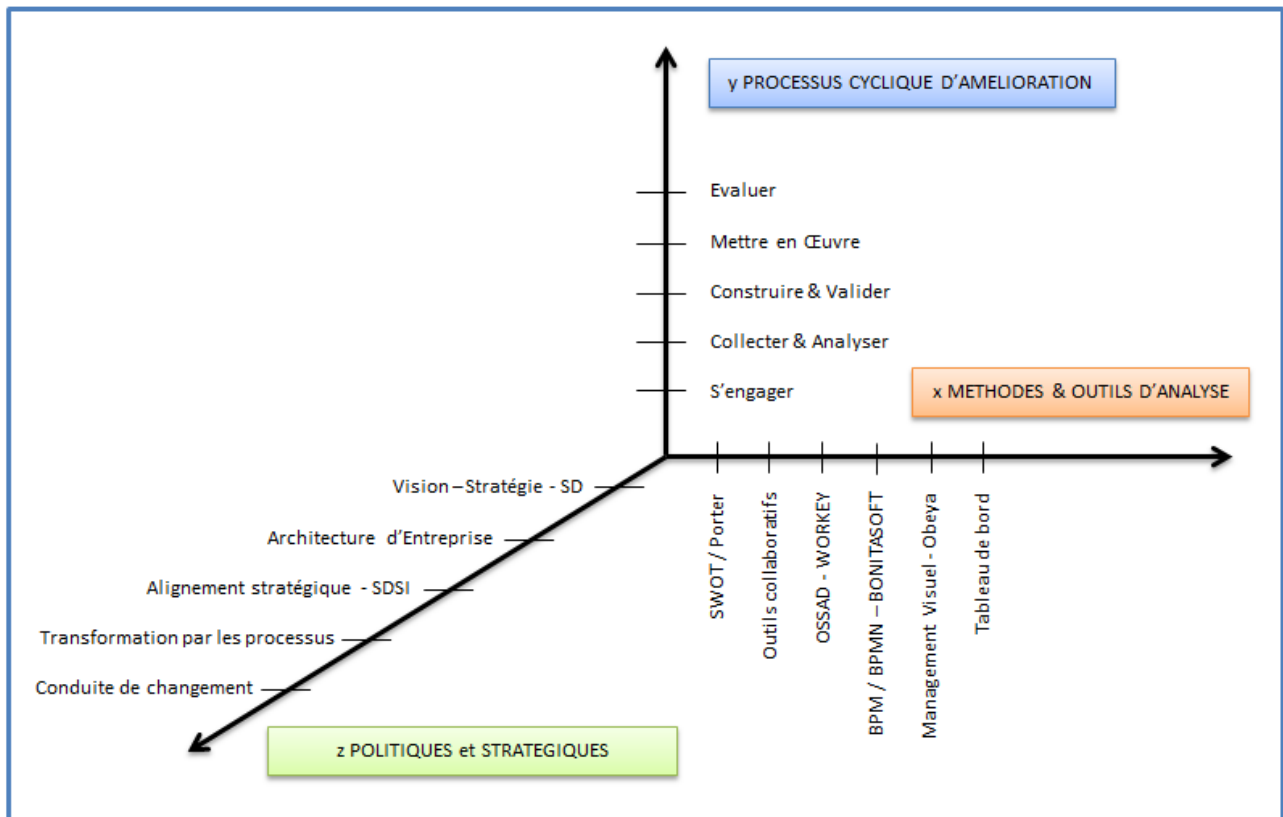 y PROCESSUS CYCLIQUE D'AMELIORATION
Evaluer
Mettre en Œuvre
Construire & Valider
Collecter & Analyser
S'engager
x METHODES & OUTILS D'ANALYSE
Vision –Stratégie - SD
Architecture d'Entreprise
Alignement stratégique - SDSI
Transformation par les processus
Conduite de changement
SWOT / Porter
Outils collaboratifs
OSSAD - WORKEY
BPM / BPMN – BONITASOFT
Management Visuel - Obeya
Tableau de bord
z POLITIQUES et STRATEGIQUES